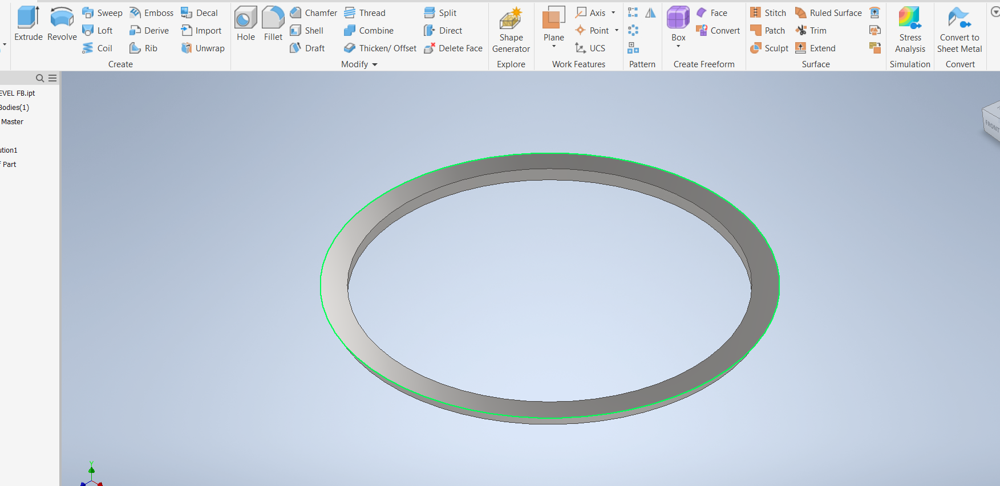 Extrude
Revolve
Sweep
Loft
Coil
Emboss
Derive
Rib
Decal
Import
Unwrap
Create
Hole
Fillet
Chamfer
Shell
Draft
Thread
Combine
Thicken/ Offset
Split
Direct
Delete Face
Modify
Shape
Generator
Explore
Plane
Axis
Point
UCS
Work Features
Pattern
Box
Face
Convert
Create Freeform
Stitch
Patch
Sculpt
Ruled Surface
Trim
Extend
Surface
Stress
Analysis
Simulation
Convert to
Sheet Metal
Convert
EVEL FB.ipt
Bodies(1)
Master
ution1
f Part
FRONT
Y